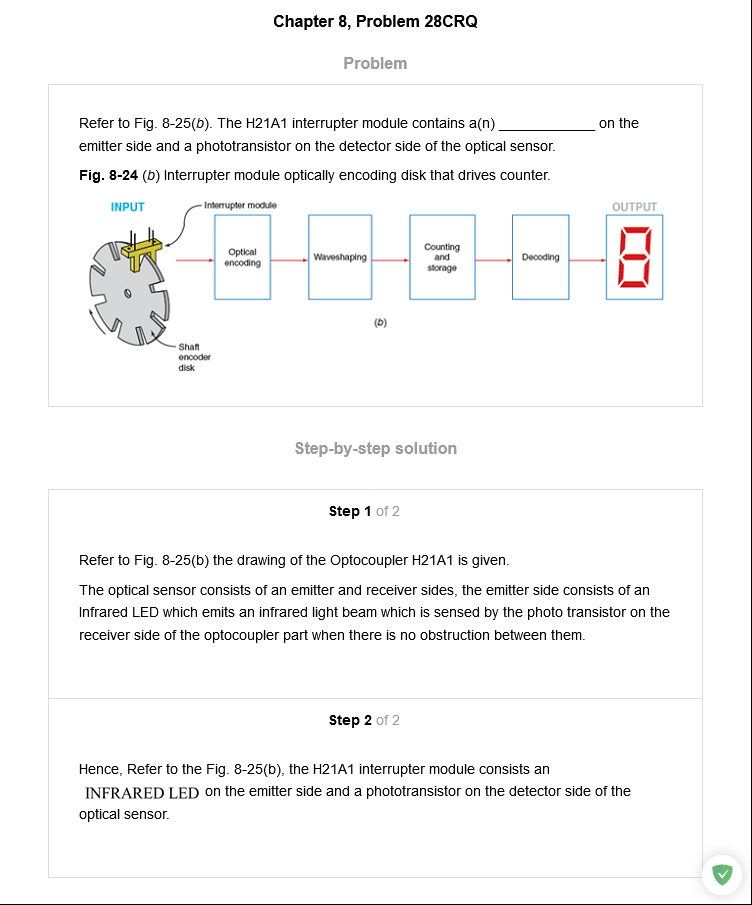 Chapter 8, Problem 28CRQ
Problem
Refer to Fig. 8-25(b). The H21A1 interrupter module contains a(n) ____________ on the
emitter side and a phototransistor on the detector side of the optical sensor.
Fig. 8-24 (b) Interrupter module optically encoding disk that drives counter.
INPUT
Interrupter module
OUTPUT
Optical
encoding
Waveshaping
Counting
and
storage
Decoding
8
(b)
Shaft
encoder
disk
Step-by-step solution
Step 1 of 2
Refer to Fig. 8-25(b) the drawing of the Optocoupler H21A1 is given.
The optical sensor consists of an emitter and receiver sides, the emitter side consists of an
Infrared LED which emits an infrared light beam which is sensed by the photo transistor on the
receiver side of the optocoupler part when there is no obstruction between them.
Step 2 of 2
Hence, Refer to the Fig. 8-25(b), the H21A1 interrupter module consists an
INFRARED LED on the emitter side and a phototransistor on the detector side of the
optical sensor.